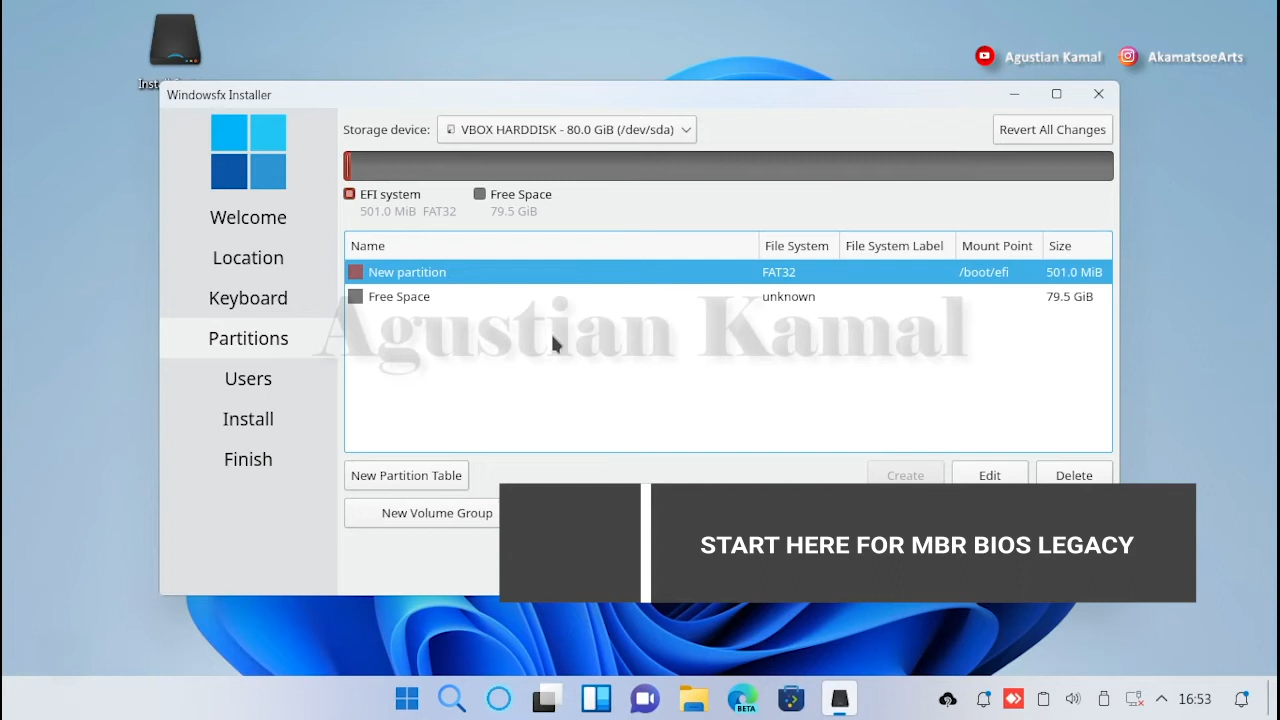 Agustian Kamal
AkamatsoeArts
Windowsfx Installer
Welcome
Location
Keyboard
Partitions
Users
Install
Finish
Storage device:
VBOX HARDDISK - 80.0 GiB (/dev/sda)
Revert All Changes
EFI system
501.0 MiB FAT32
Free Space
79.5 GiB
Name File System File System Label Mount Point Size
New partition FAT32 /boot/efi 501.0 MiB
Free Space unknown 79.5 GiB
Agustian Kamal
New Partition Table
Create
Edit
Delete
New Volume Group
START HERE FOR MBR BIOS LEGACY
BETA
16:53